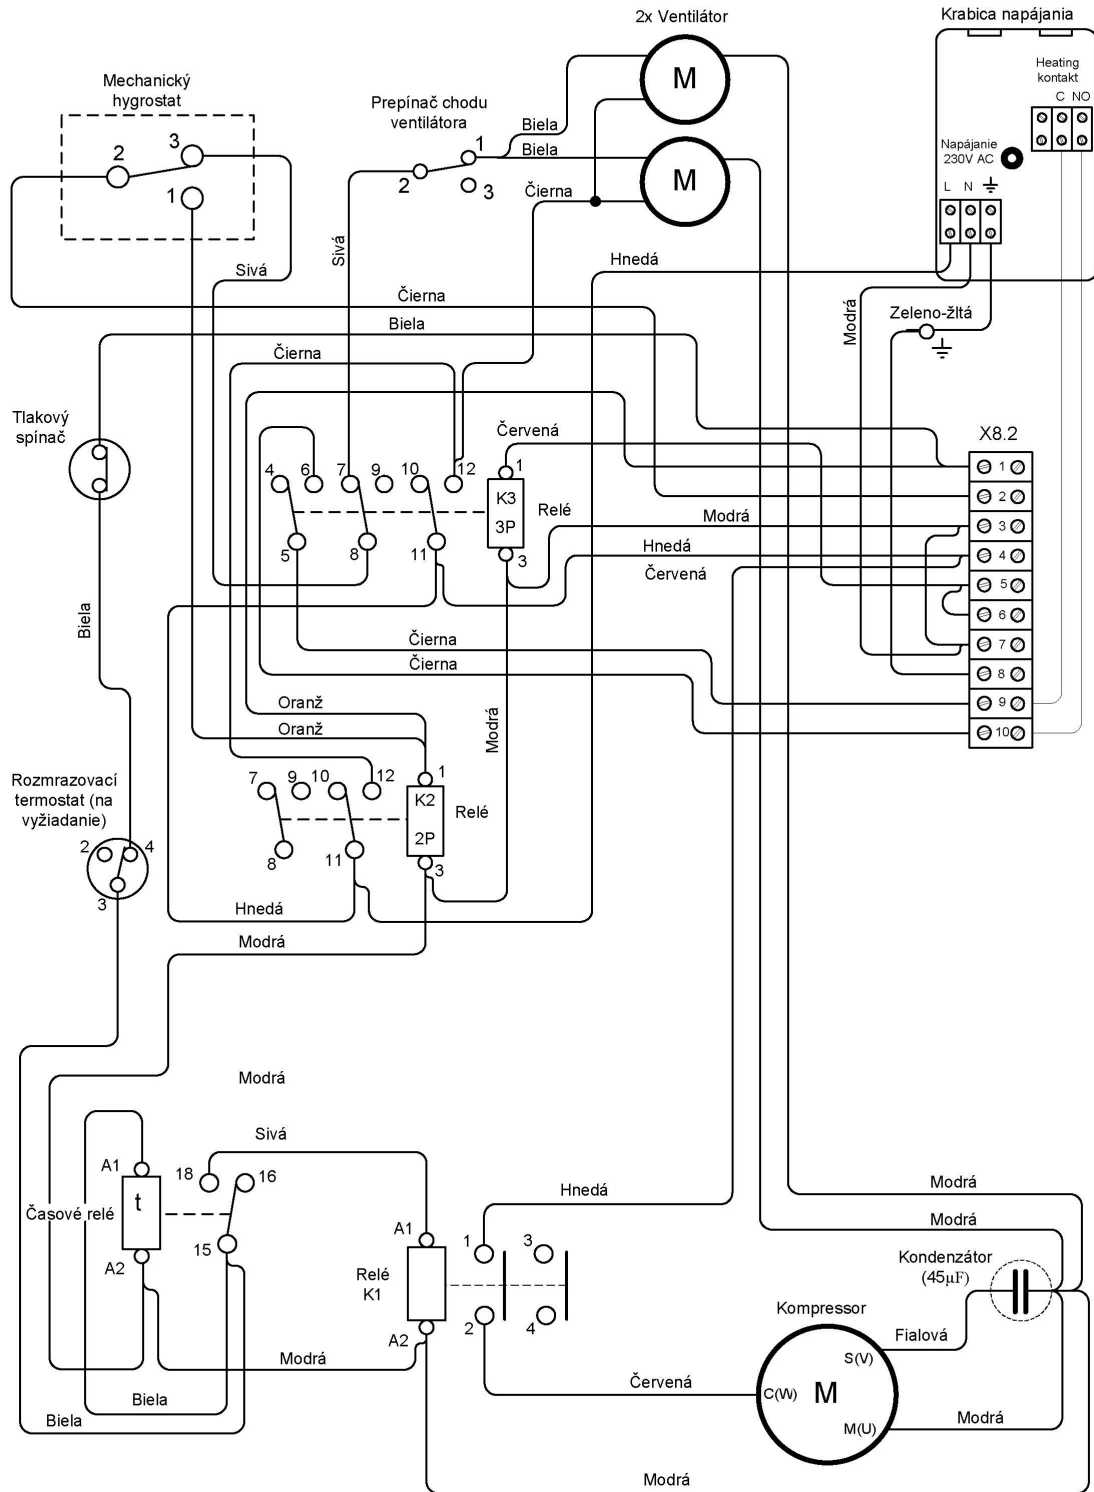 2x Ventilátor
Krabica napájania
Mechanický
hygrostat
3
2
1
Prepínač chodu
ventilátora
1
2
3
Biela
Biela
Čierna
M
M
Heating
kontakt
C NO
Napájanie
230V AC
L N
Sivá
Sivá
Hnedá
Čierna
Biela
Čierna
Modrá
Zeleno-žltá
Tlakový
spínač
Červená
X8.2
4 6 7 9 10 12
1
K3
3P
Relé
3
5 8 11
Modrá
Hnedá
Červená
1
2
3
4
5
6
7
8
9
10
Biela
Čierna
Čierna
Oranž
Oranž
Modrá
Rozmrazovací
termostat (na
vyžiadanie)
2 4
3
7 9 10 12
1
K2
2P
Relé
3
8 11
Hnedá
Modrá
Modrá
Sivá
A1
t
Časové relé
A2
18 16
15
Hnedá
A1
Relé
K1
A2
1 3
2 4
Modrá
Modrá
Kondenzátor
(45µF)
Kompressor
Fialová
S(V)
C(W)
M
M(U)
Modrá
Červená
Modrá
Biela
Biela
Modrá